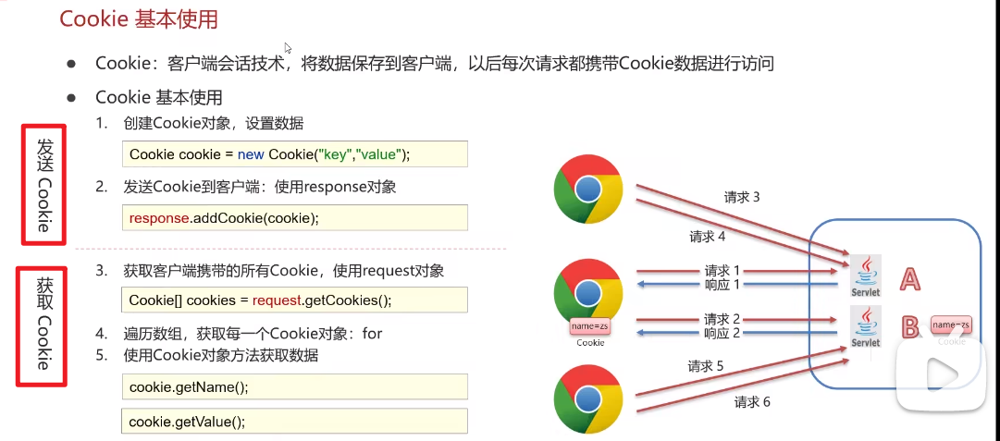 Cookie 基本使用
● Cookie：客户端会话技术，将数据保存到客户端，以后每次请求都携带Cookie数据进行访问
● Cookie 基本使用
发送 Cookie
1. 创建Cookie对象，设置数据
Cookie cookie = new Cookie("key","value");
2. 发送Cookie到客户端：使用response对象
response.addCookie(cookie);
获取 Cookie
3. 获取客户端携带的所有Cookie，使用request对象
Cookie[] cookies = request.getCookies();
4. 遍历数组，获取每一个Cookie对象：for
5. 使用Cookie对象方法获取数据
cookie.getName();
cookie.getValue();
请求 3
请求 4
请求 1
响应 1
Servlet
A
name=zs
Cookie
请求 2
响应 2
Servlet
B
name=zs
Cookie
请求 5
请求 6